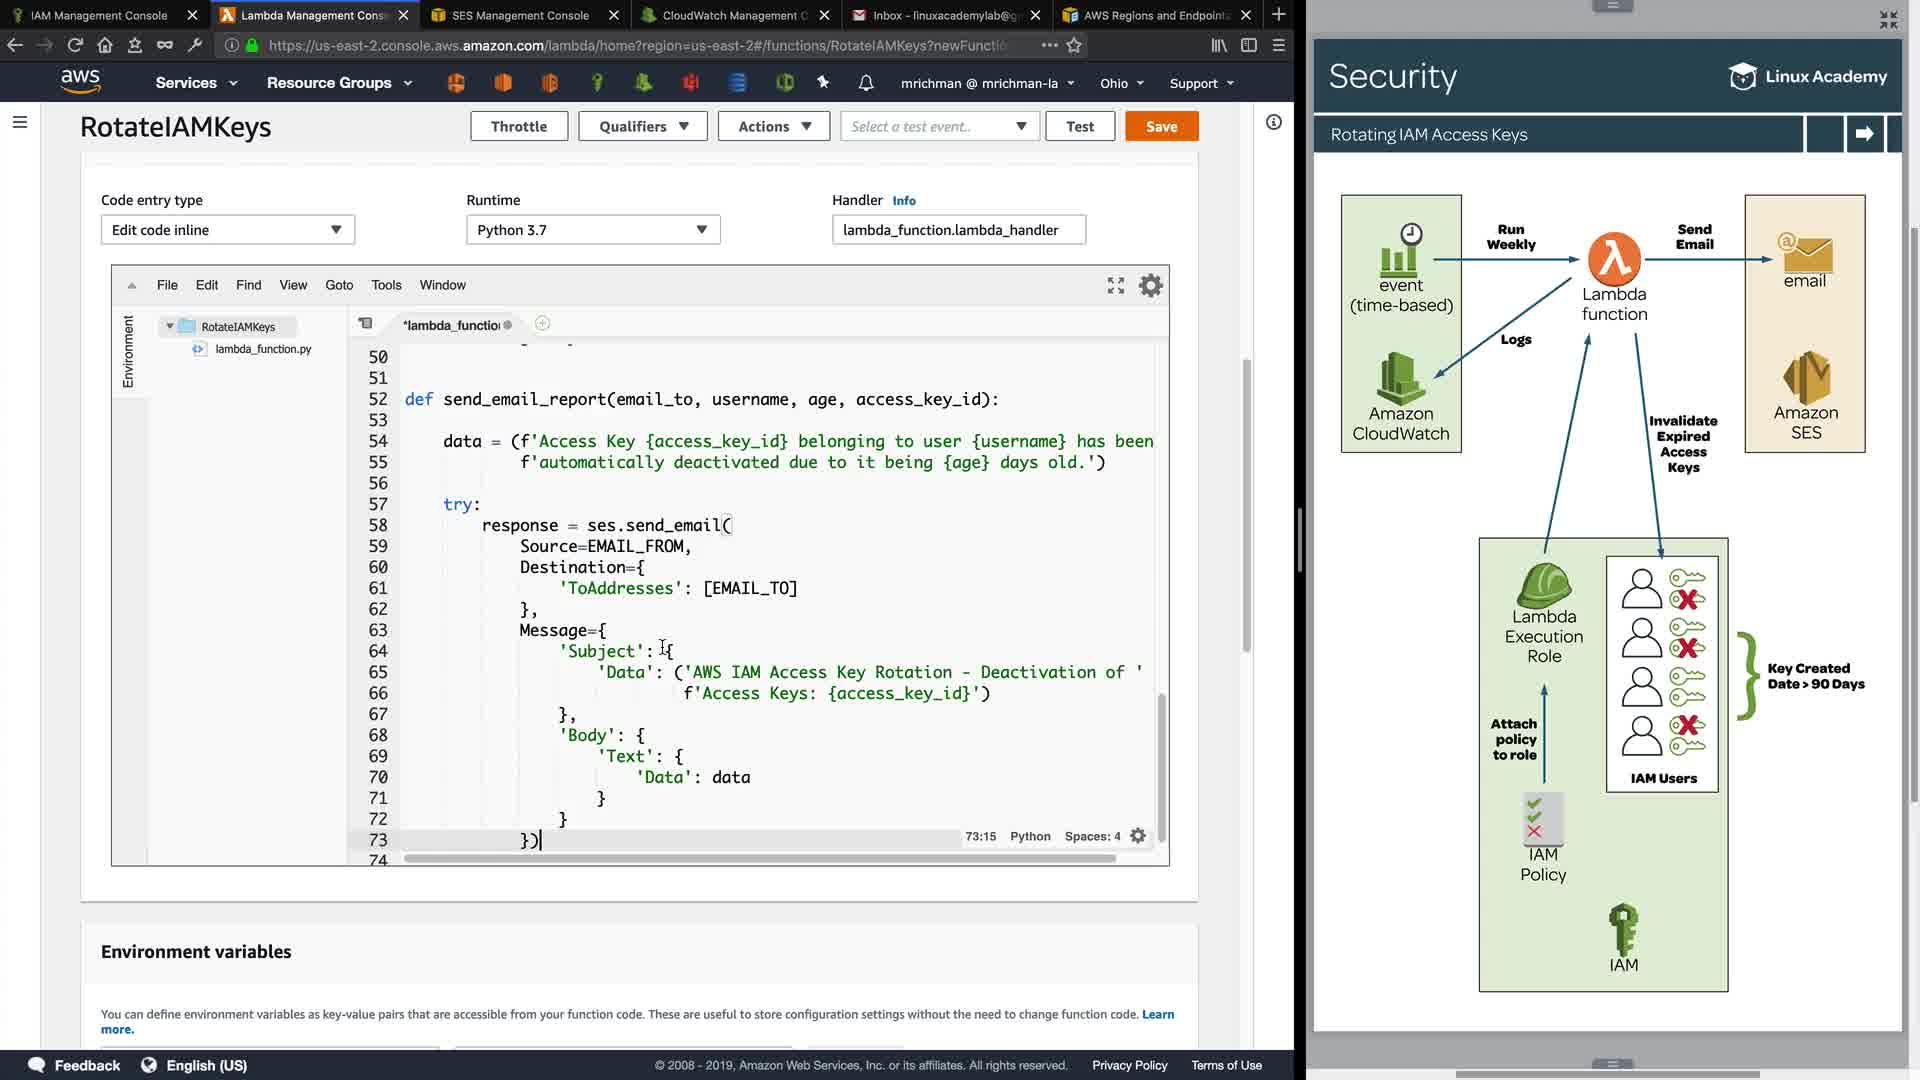 IAM Management Console
Lambda Management Conso
SES Management Console
CloudWatch Management C
Inbox – linuxacademylab@g
AWS Regions and Endpoints
https://us-east-2.console.aws.amazon.com/lambda/home?region=us-east-2#/functions/RotateIAMKeys?newFunctio
aws
Services
Resource Groups
mrichman @ mrichman-la
Ohio
Support
RotateIAMKeys
Throttle
Qualifiers
Actions
Select a test event..
Test
Save
Code entry type
Runtime
Handler Info
Edit code inline
Python 3.7
lambda_function.lambda_handler
File Edit Find View Goto Tools Window
Environment
RotateIAMKeys
lambda_function.py
*lambda_function
50
51
52 def send_email_report(email_to, username, age, access_key_id):
53
54 data = (f'Access Key {access_key_id} belonging to user {username} has been
55 f'automatically deactivated due to it being {age} days old.')
56
57 try:
58 response = ses.send_email(
59 Source=EMAIL_FROM,
60 Destination={
61 'ToAddresses': [EMAIL_TO]
62 },
63 Message={
64 'Subject': {
65 'Data': ('AWS IAM Access Key Rotation - Deactivation of '
66 f'Access Keys: {access_key_id}')
67 },
68 'Body': {
69 'Text': {
70 'Data': data
71 }
72 }
73 })
74
73:15 Python Spaces: 4
Environment variables
You can define environment variables as key-value pairs that are accessible from your function code. These are useful to store configuration settings without the need to change function code. Learn
more.
Feedback
English (US)
© 2008 - 2019, Amazon Web Services, Inc. or its affiliates. All rights reserved.
Privacy Policy
Terms of Use
Security
Linux Academy
Rotating IAM Access Keys
event
(time-based)
Run
Weekly
Lambda
function
Send
Email
@
email
Logs
Amazon
CloudWatch
Amazon
SES
Invalidate
Expired
Access
Keys
Lambda
Execution
Role
Attach
policy
to role
IAM
Policy
IAM Users
Key Created
Date > 90 Days
IAM